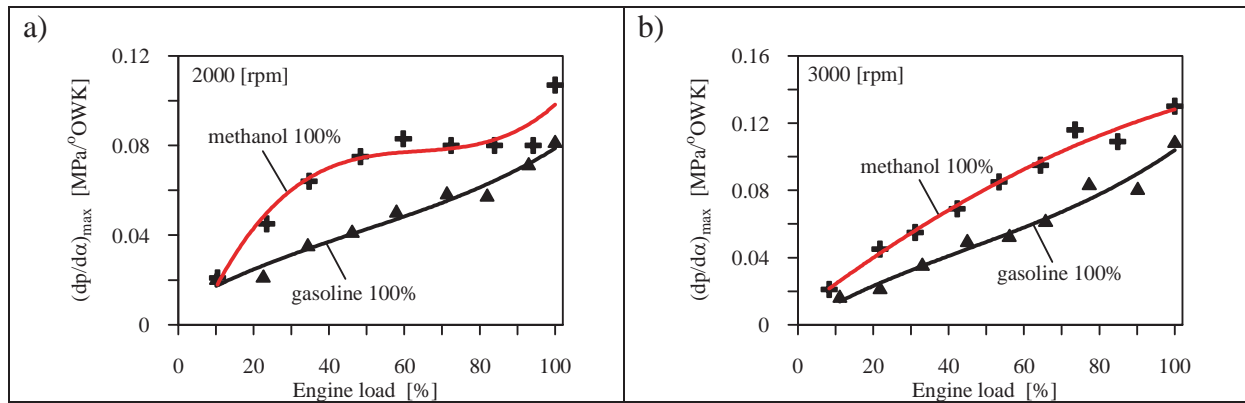 a)
(dp/dα)max [MPa/ºOWK]
0.12
0.08
0.04
0
2000 [rpm]
methanol 100%
gasoline 100%
0 20 40 60 80 100
Engine load [%]
b)
(dp/dα)max [MPa/ºOWK]
0.16
0.12
0.08
0.04
0
3000 [rpm]
methanol 100%
gasoline 100%
0 20 40 60 80 100
Engine load [%]